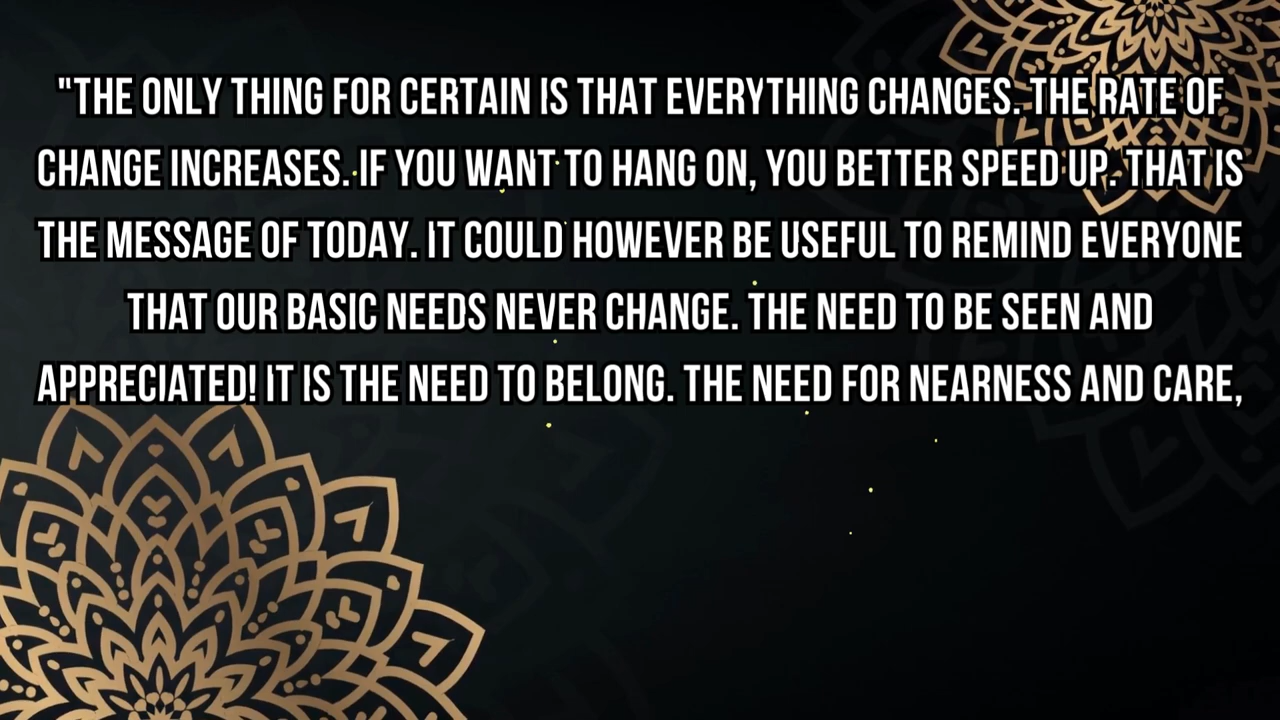 "THE ONLY THING FOR CERTAIN IS THAT EVERYTHING CHANGES. THE RATE OF
CHANGE INCREASES. IF YOU WANT TO HANG ON, YOU BETTER SPEED UP. THAT IS
THE MESSAGE OF TODAY. IT COULD HOWEVER BE USEFUL TO REMIND EVERYONE
THAT OUR BASIC NEEDS NEVER CHANGE. THE NEED TO BE SEEN AND
APPRECIATED! IT IS THE NEED TO BELONG. THE NEED FOR NEARNESS AND CARE,